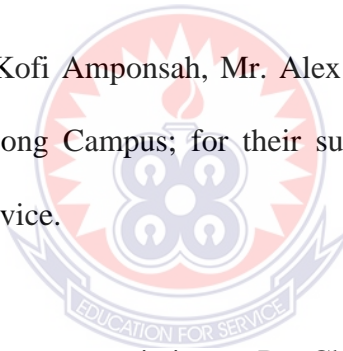 Kofi Amponsah, Mr. Alex
ong Campus; for their su
vice.
EDUCATION FOR SERVICE